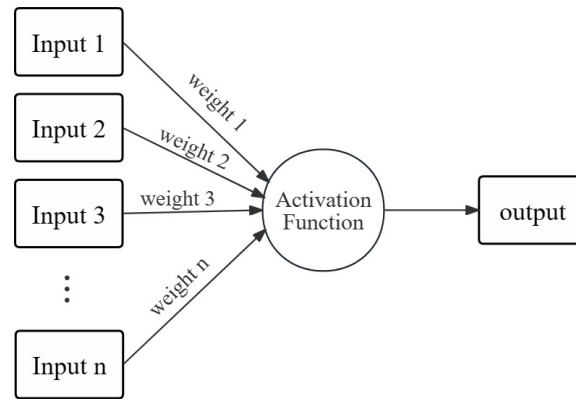 Input 1
weight 1
Input 2
weight 2
Input 3
weight 3
Activation
Function
output
⋮
weight n
Input n